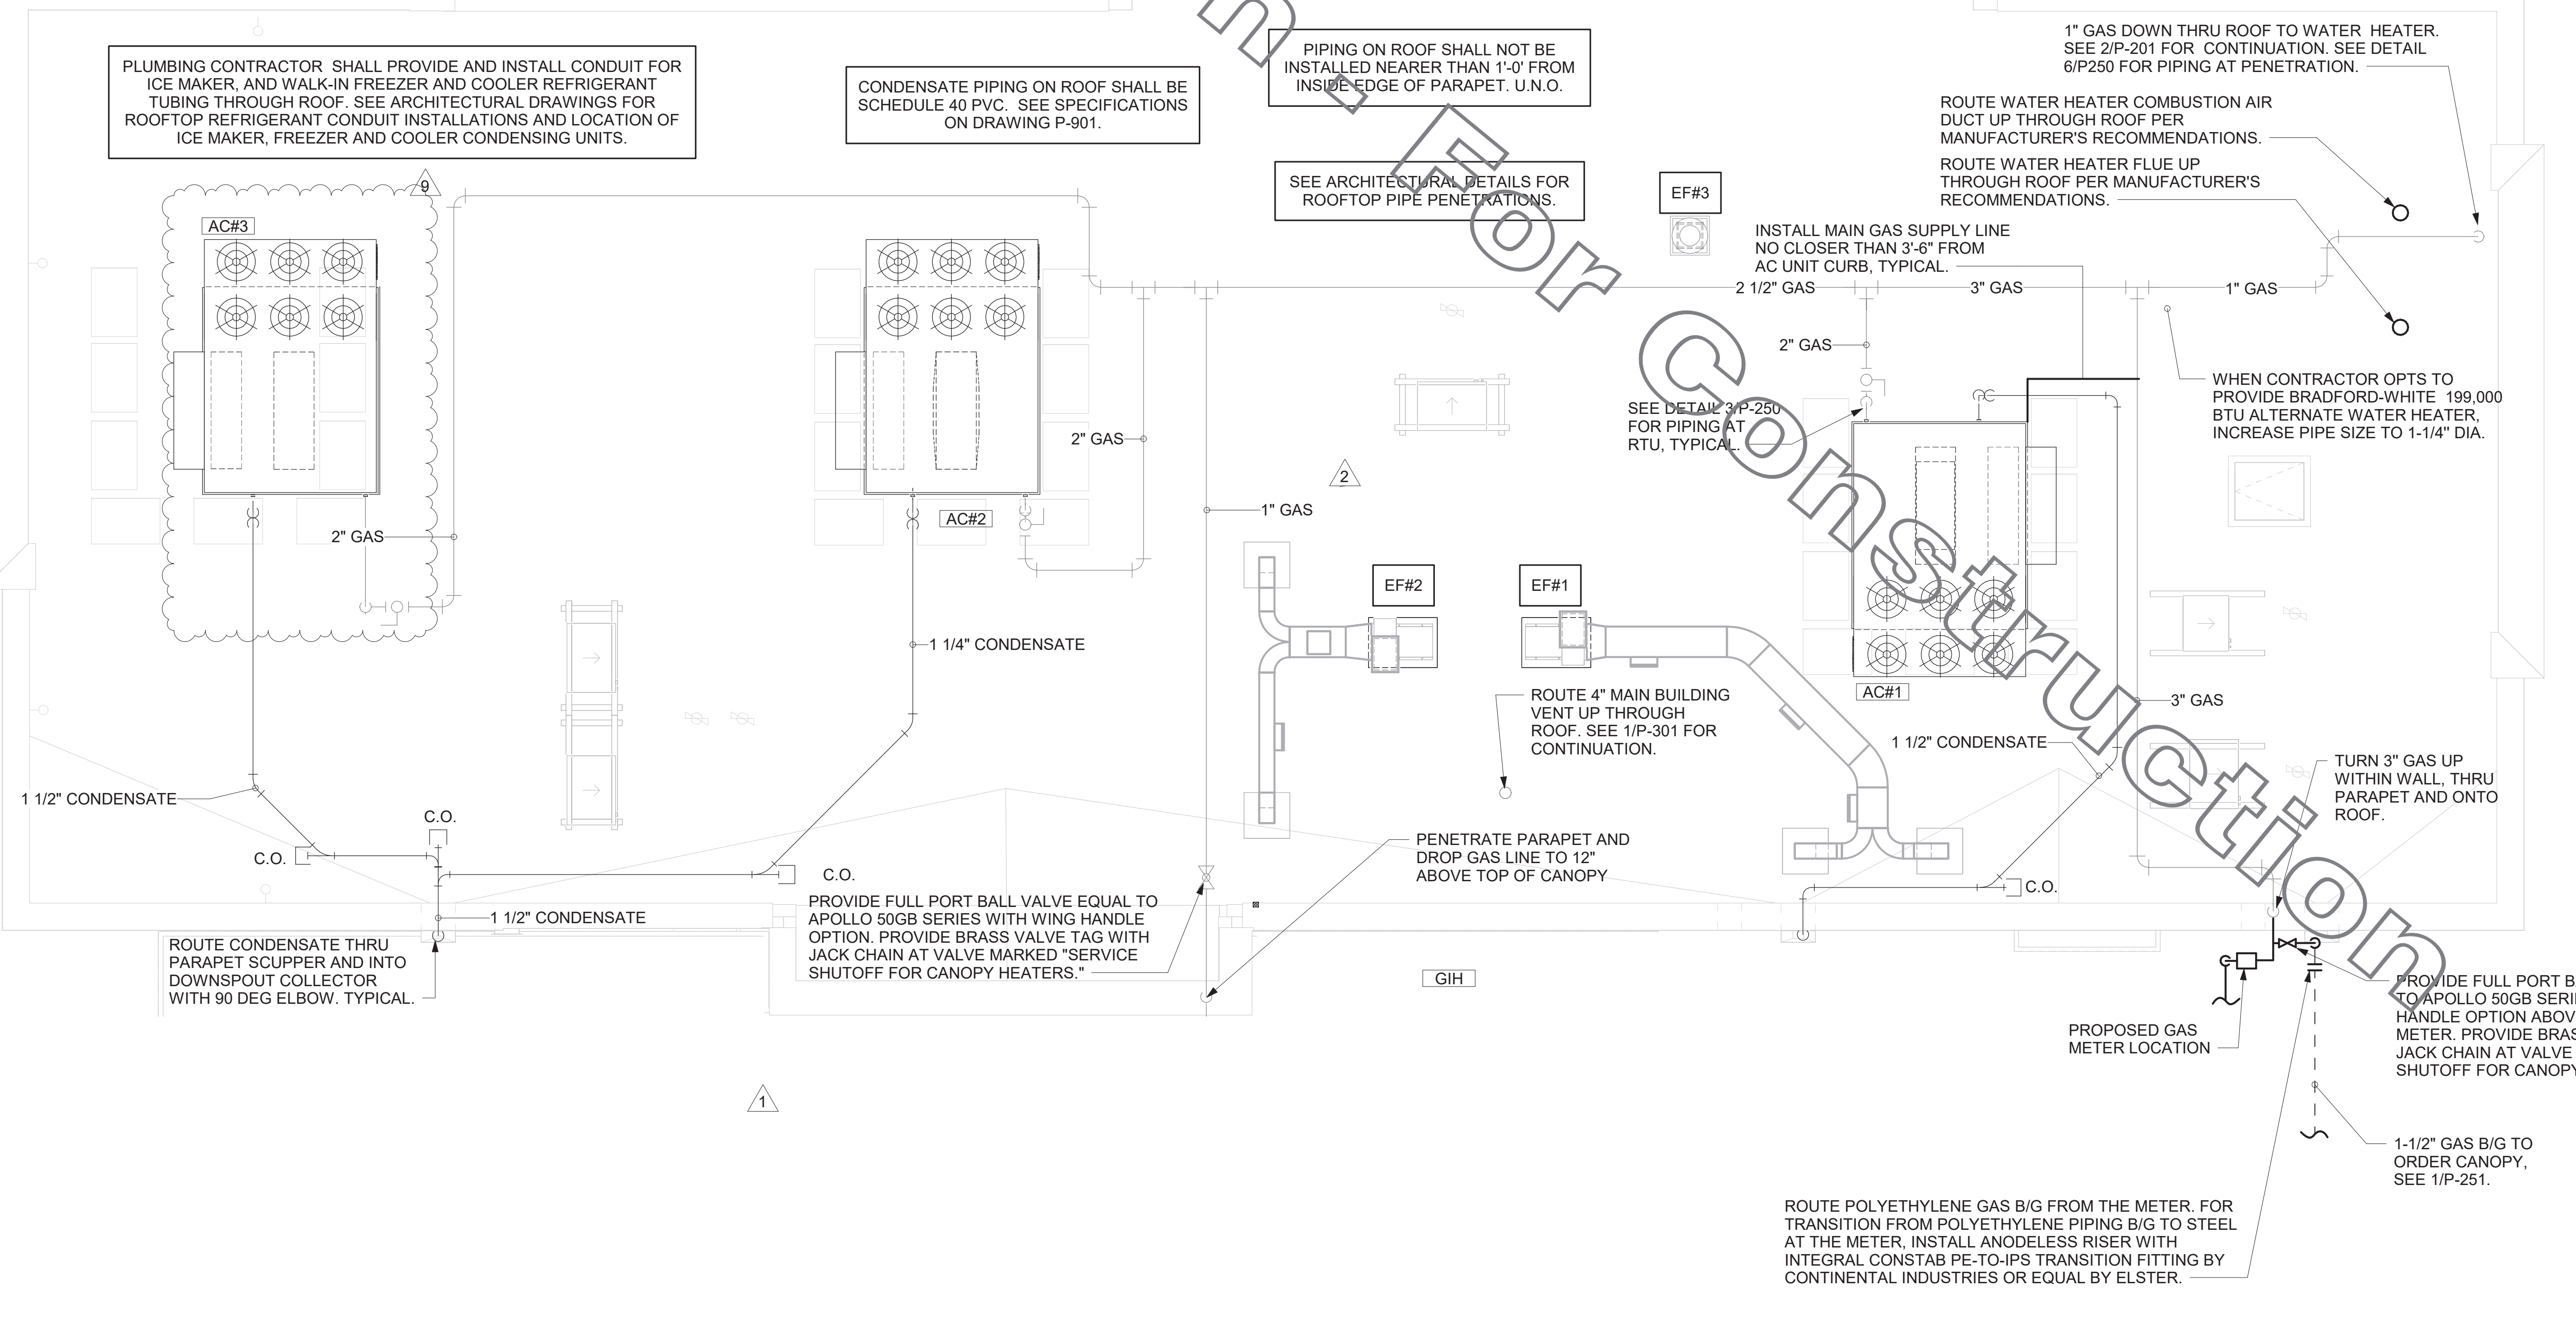 PLUMBING CONTRACTOR SHALL PROVIDE AND INSTALL CONDUIT FOR
ICE MAKER, AND WALK-IN FREEZER AND COOLER REFRIGERANT
TUBING THROUGH ROOF. SEE ARCHITECTURAL DRAWINGS FOR
ROOFTOP REFRIGERANT CONDUIT INSTALLATIONS AND LOCATION OF
ICE MAKER, FREEZER AND COOLER CONDENSING UNITS.
CONDENSATE PIPING ON ROOF SHALL BE
SCHEDULE 40 PVC. SEE SPECIFICATIONS
ON DRAWING P-901.
PIPING ON ROOF SHALL NOT BE
INSTALLED NEARER THAN 1'-0' FROM
INSIDE EDGE OF PARAPET. U.N.O.
SEE ARCHITECTURAL DETAILS FOR
ROOFTOP PIPE PENETRATIONS.
1" GAS DOWN THRU ROOF TO WATER HEATER.
SEE 2/P-201 FOR CONTINUATION. SEE DETAIL
6/P250 FOR PIPING AT PENETRATION.
ROUTE WATER HEATER COMBUSTION AIR
DUCT UP THROUGH ROOF PER
MANUFACTURER'S RECOMMENDATIONS.
ROUTE WATER HEATER FLUE UP
THROUGH ROOF PER MANUFACTURER'S
RECOMMENDATIONS.
EF#3
INSTALL MAIN GAS SUPPLY LINE
NO CLOSER THAN 3'-6" FROM
AC UNIT CURB, TYPICAL.
9
AC#3
2 1/2" GAS
3" GAS
1" GAS
2" GAS
SEE DETAIL 3/P-250
FOR PIPING AT
RTU, TYPICAL.
WHEN CONTRACTOR OPTS TO
PROVIDE BRADFORD-WHITE 199,000
BTU ALTERNATE WATER HEATER,
INCREASE PIPE SIZE TO 1-1/4" DIA.
2" GAS
2
1" GAS
AC#2
2" GAS
EF#2
EF#1
1 1/4" CONDENSATE
AC#1
3" GAS
ROUTE 4" MAIN BUILDING
VENT UP THROUGH
ROOF. SEE 1/P-301 FOR
CONTINUATION.
1 1/2" CONDENSATE
TURN 3" GAS UP
WITHIN WALL, THRU
PARAPET AND ONTO
ROOF.
1 1/2" CONDENSATE
C.O.
C.O.
C.O.
PENETRATE PARAPET AND
DROP GAS LINE TO 12"
ABOVE TOP OF CANOPY
C.O.
1 1/2" CONDENSATE
PROVIDE FULL PORT BALL VALVE EQUAL TO
APOLLO 50GB SERIES WITH WING HANDLE
OPTION. PROVIDE BRASS VALVE TAG WITH
JACK CHAIN AT VALVE MARKED "SERVICE
SHUTOFF FOR CANOPY HEATERS."
ROUTE CONDENSATE THRU
PARAPET SCUPPER AND INTO
DOWNSPOUT COLLECTOR
WITH 90 DEG ELBOW. TYPICAL.
GIH
PROPOSED GAS
METER LOCATION
PROVIDE FULL PORT
TO APOLLO 50GB
HANDLE OPTION
METER. PROVIDE
JACK CHAIN AT VALVE
SHUTOFF FOR
1
1-1/2" GAS B/G TO
ORDER CANOPY,
SEE 1/P-251.
ROUTE POLYETHYLENE GAS B/G FROM THE METER. FOR
TRANSITION FROM POLYETHYLENE PIPING B/G TO STEEL
AT THE METER, INSTALL ANODELESS RISER WITH
INTEGRAL CONSTAB PE-TO-IPS TRANSITION FITTING BY
CONTINENTAL INDUSTRIES OR EQUAL BY ELSTER.
- For Construction